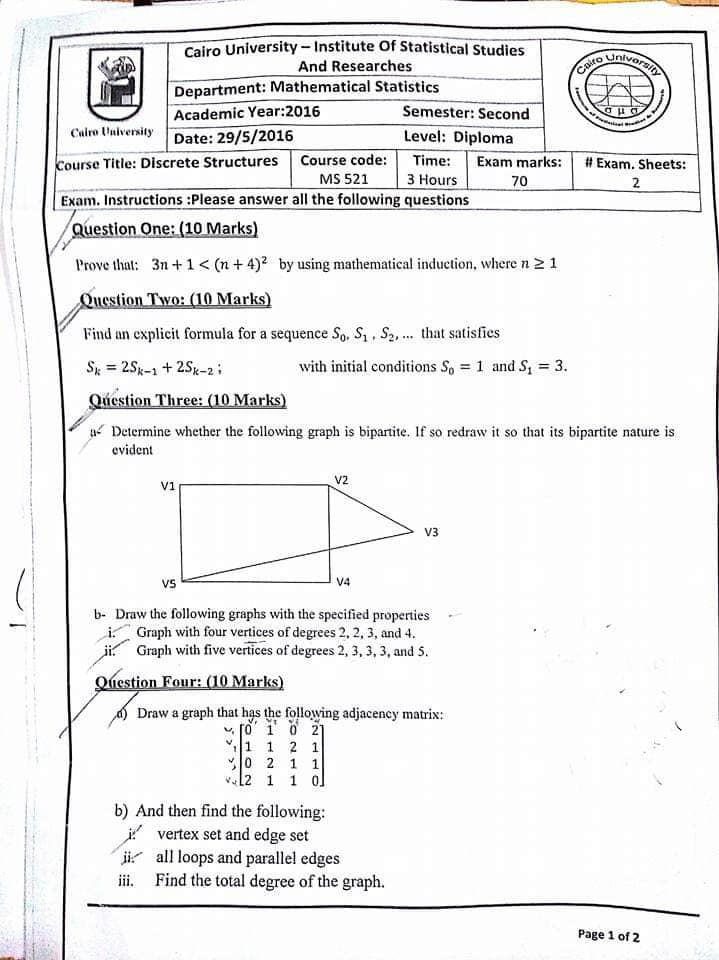 Cairo University – Institute Of Statistical Studies
And Researches
Department: Mathematical Statistics
Academic Year:2016 Semester: Second
Cairo University
Date: 29/5/2016 Level: Diploma
Cairo University
σ μ σ
Course Title: Discrete Structures Course code: Time: Exam marks: # Exam. Sheets:
MS 521 3 Hours 70 2
Exam. Instructions :Please answer all the following questions
Question One: (10 Marks)
Prove that: 3n + 1 < (n + 4)² by using mathematical induction, where n ≥ 1
Question Two: (10 Marks)
Find an explicit formula for a sequence S₀, S₁ , S₂, ... that satisfies
Sₖ = 2Sₖ₋₁ + 2Sₖ₋₂ ; with initial conditions S₀ = 1 and S₁ = 3.
Question Three: (10 Marks)
a- Determine whether the following graph is bipartite. If so redraw it so that its bipartite nature is
evident
V1 V2
V3
V5 V4
b- Draw the following graphs with the specified properties
i. Graph with four vertices of degrees 2, 2, 3, and 4.
ii. Graph with five vertices of degrees 2, 3, 3, 3, and 5.
Question Four: (10 Marks)
a) Draw a graph that has the following adjacency matrix:
0 1 0 2
1 1 2 1
0 2 1 1
2 1 1 0
b) And then find the following:
i. vertex set and edge set
ii. all loops and parallel edges
iii. Find the total degree of the graph.
Page 1 of 2